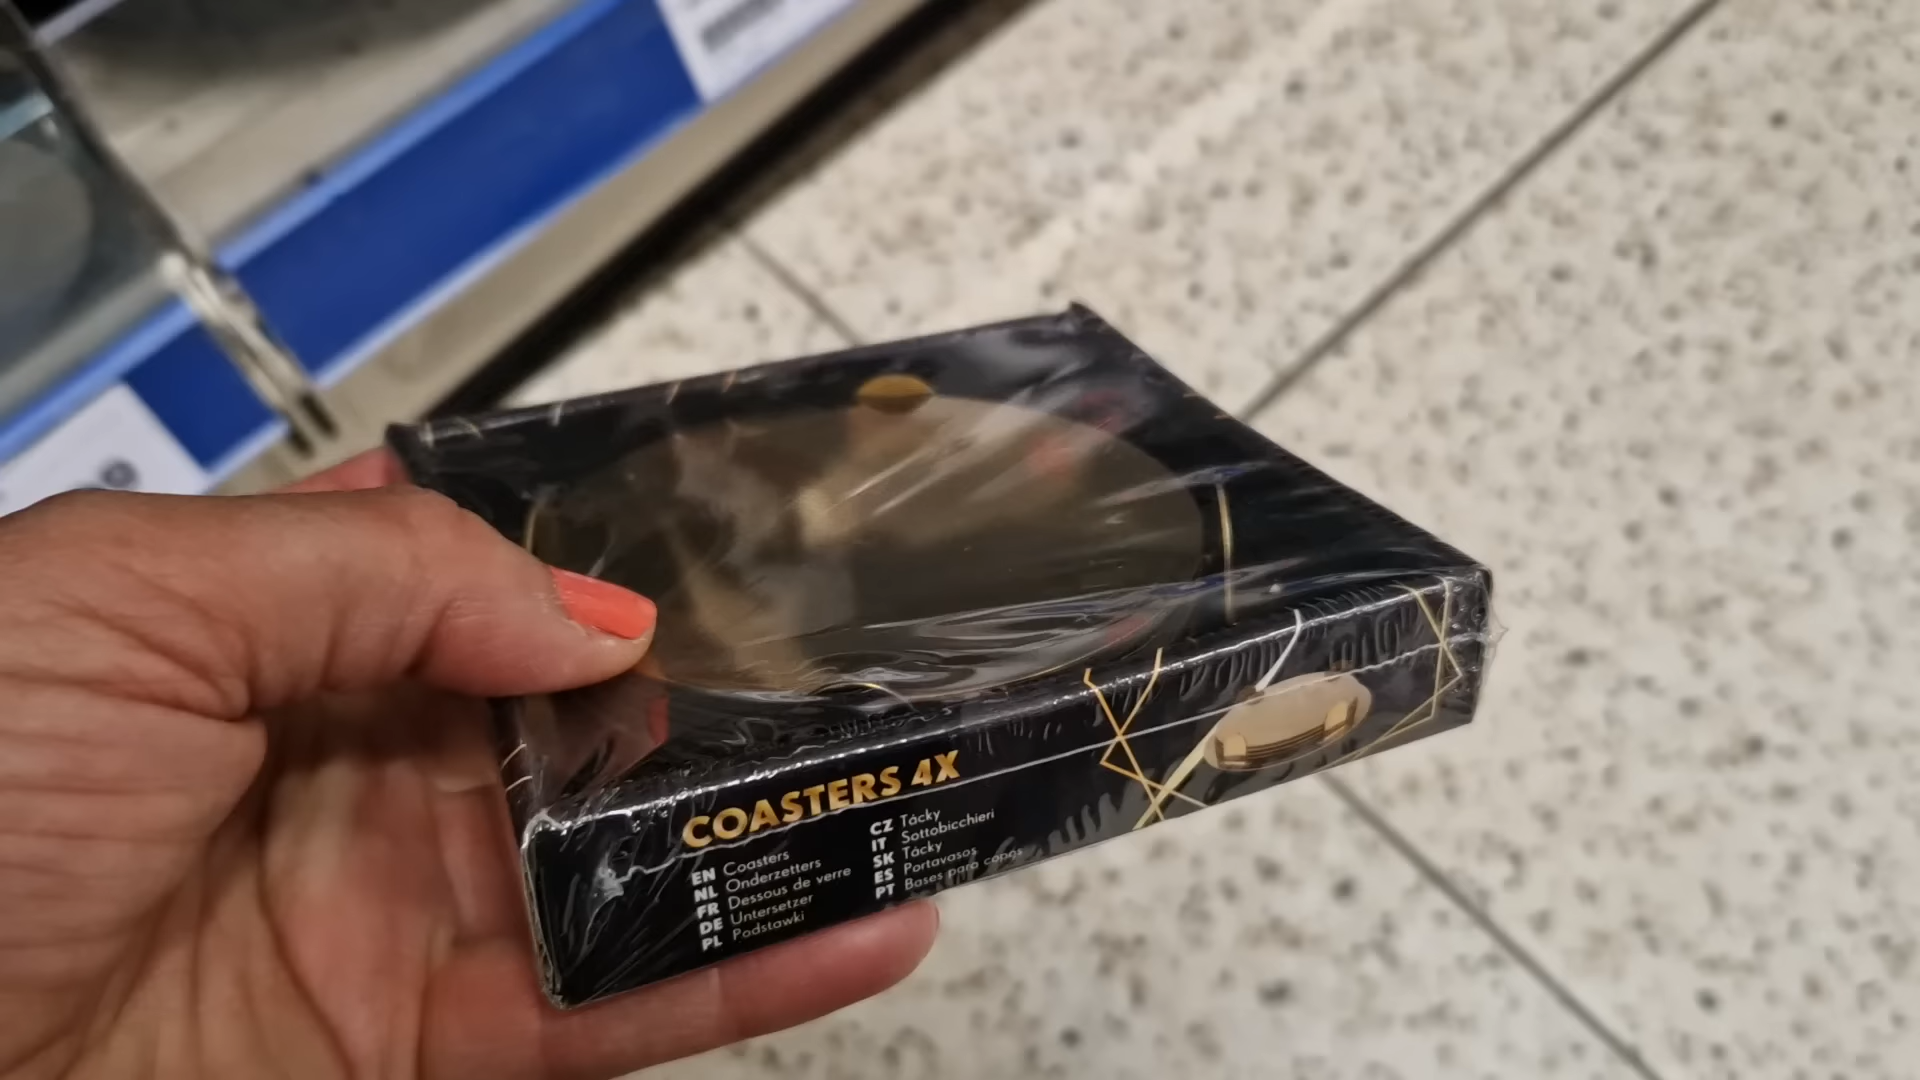 COASTERS 4X
EN Coasters
NL Onderzetters
FR Dessous de verre
DE Untersetzer
PL Podstawki
CZ Tácky
IT Sottobicchieri
SK Tácky
ES Portavasos
PT Bases para copos